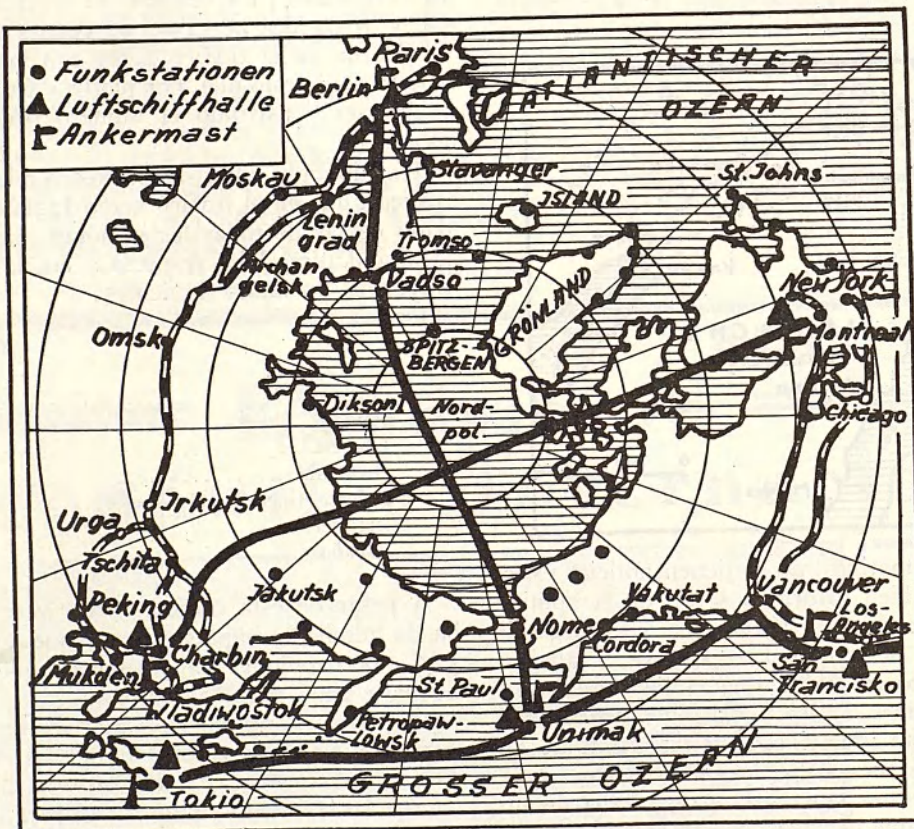 Funkstationen
Luftschiffhalle
Ankermast
Paris
Berlin
ATLANTISCHER
OZEAN
Moskau
Stavanger
St. Johns
Lenin
grad
ISLAND
Tromso
Archan
gelsk
Vadsö
GRÖNLAND
New York
Montreal
Omsk
SPITZ-
BERGEN
Dikson I.
Nord-
pol
Chicago
Irkutsk
Urga
Tschita
Jakutsk
Peking
Nome
Yakutat
Vancouver
Los-
Angeles
Cordora
Charbin
Mukden
San
Francisko
St. Paul
Wladiwostok
Petropaw-
lowsk
Unimak
GROSSER OZEAN
Tokio